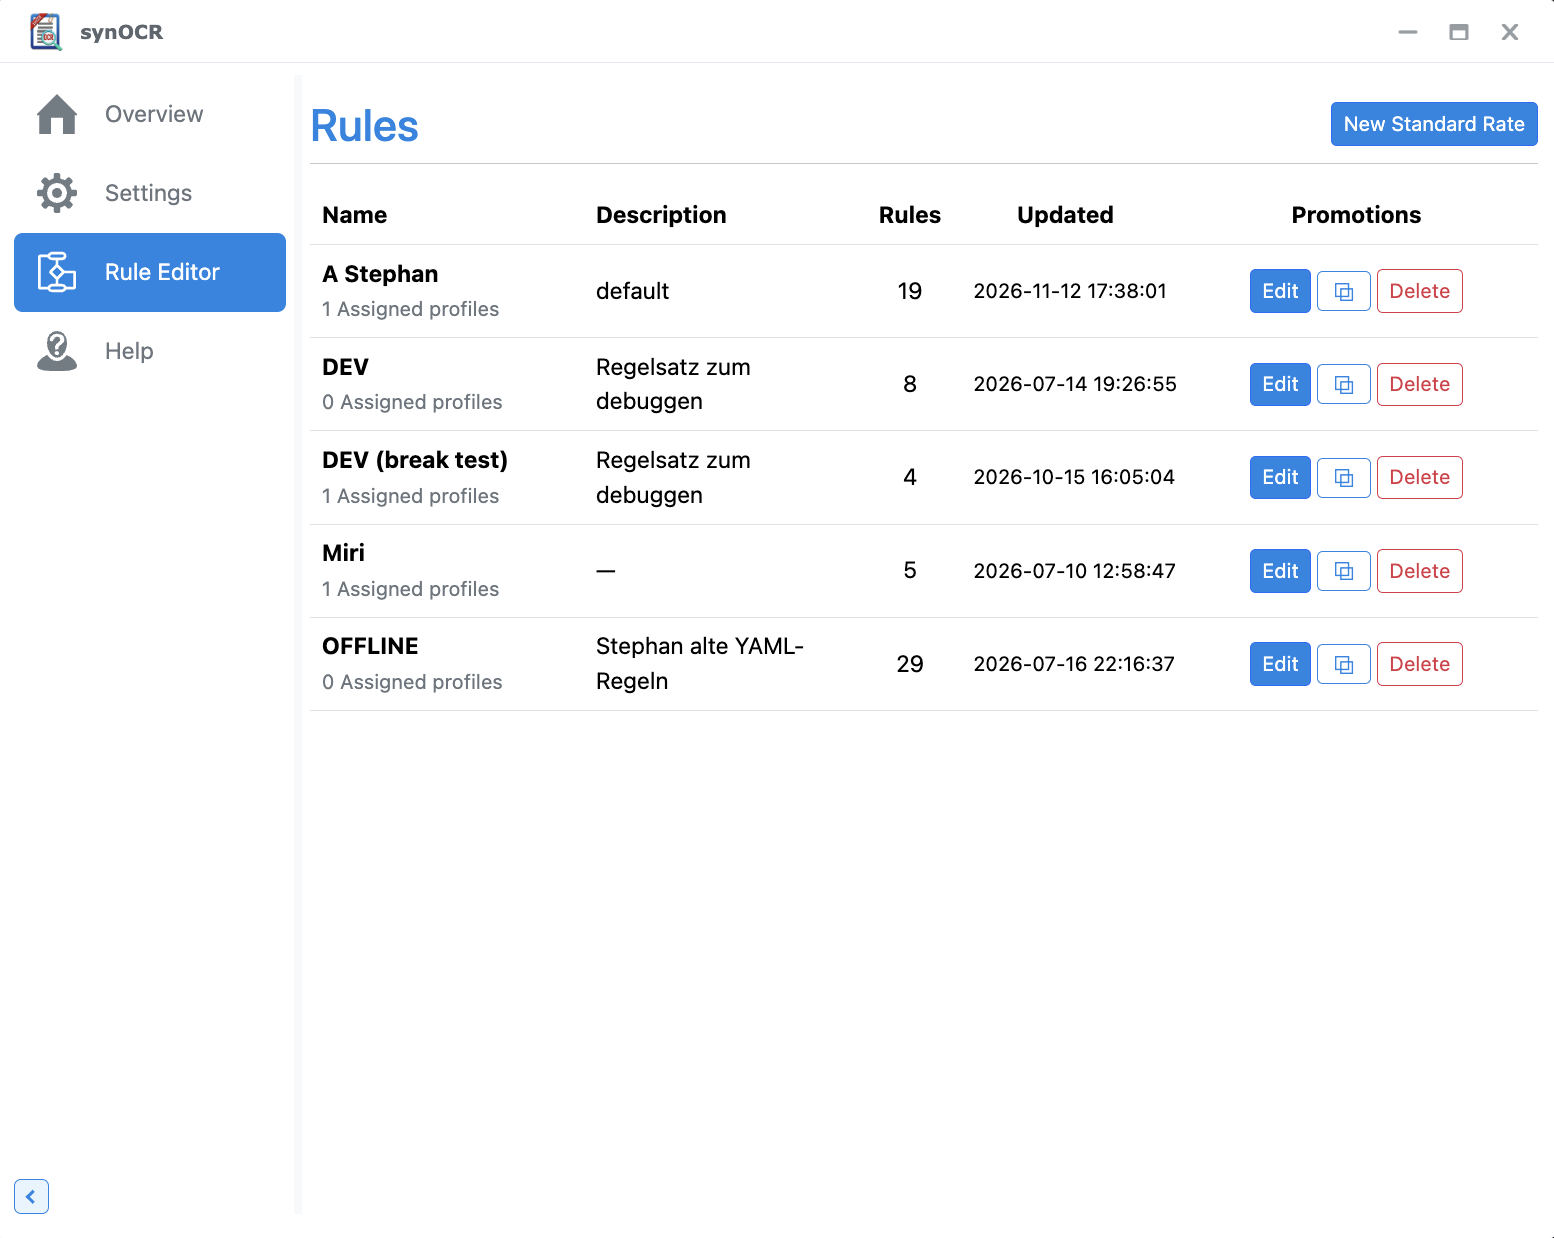 synOCR
Overview
Settings
Rule Editor
Help
Rules
New Standard Rate
Name Description Rules Updated Promotions
A Stephan
1 Assigned profiles
default
19
2026-11-12 17:38:01
Edit
Delete
DEV
0 Assigned profiles
Regelsatz zum
debuggen
8
2026-07-14 19:26:55
Edit
Delete
DEV (break test)
1 Assigned profiles
Regelsatz zum
debuggen
4
2026-10-15 16:05:04
Edit
Delete
Miri
1 Assigned profiles
—
5
2026-07-10 12:58:47
Edit
Delete
OFFLINE
0 Assigned profiles
Stephan alte YAML-
Regeln
29
2026-07-16 22:16:37
Edit
Delete